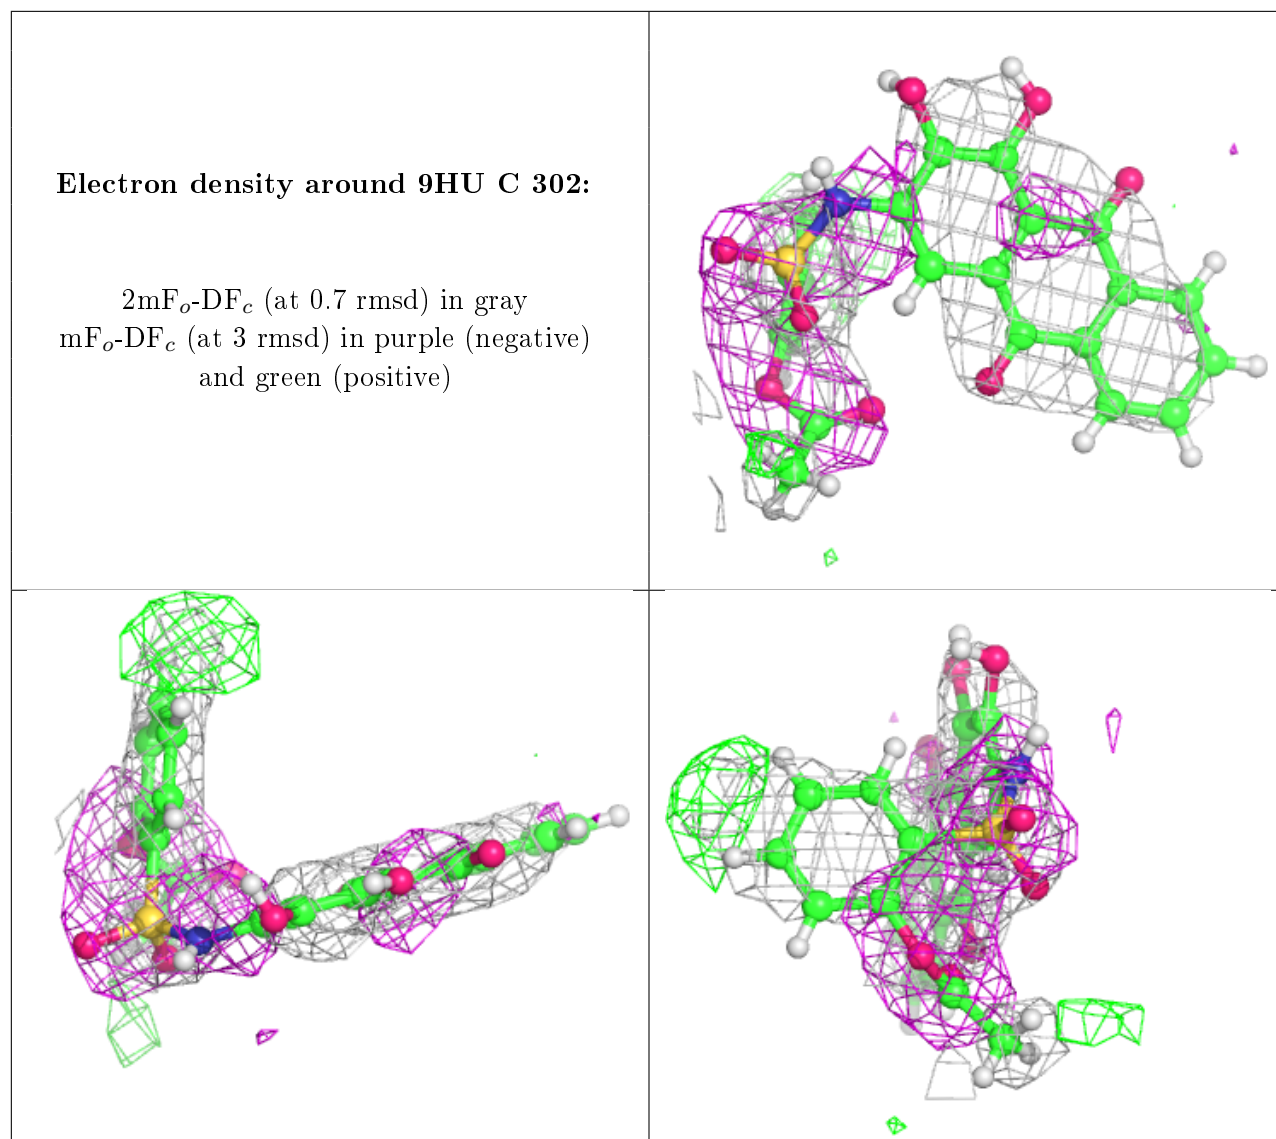 Electron density around 9HU C 302:
2mFo-DFc (at 0.7 rmsd) in gray
mFo-DFc (at 3 rmsd) in purple (negative)
and green (positive)